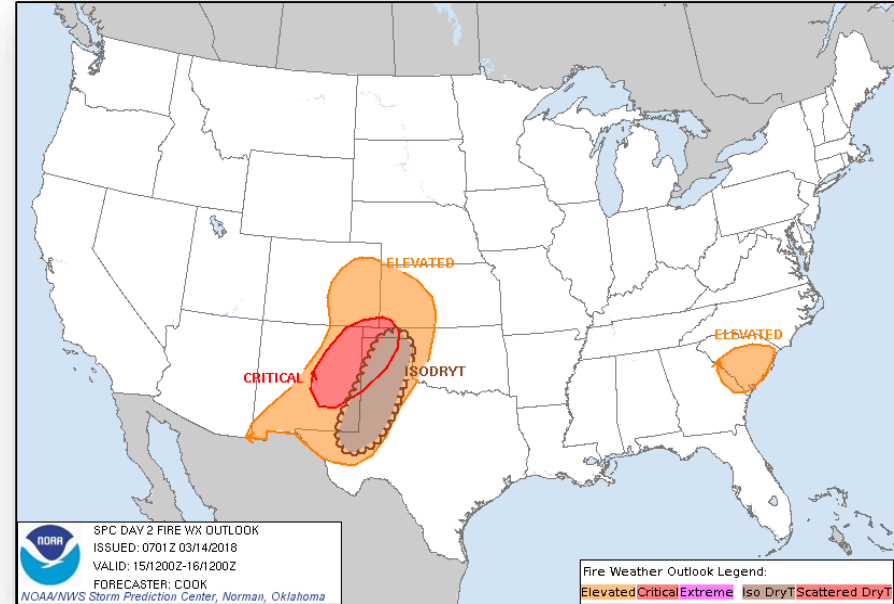 ELEVATED
ELEVATED
CRITICAL
ISODRYT
NOAA
SPC DAY 2 FIRE WX OUTLOOK
ISSUED: 0701Z 03/14/2018
VALID: 15/1200Z-16/1200Z
FORECASTER: COOK
NOAA/NWS Storm Prediction Center, Norman, Oklahoma
Fire Weather Outlook Legend:
Elevated Critical Extreme Iso DryT Scattered DryT